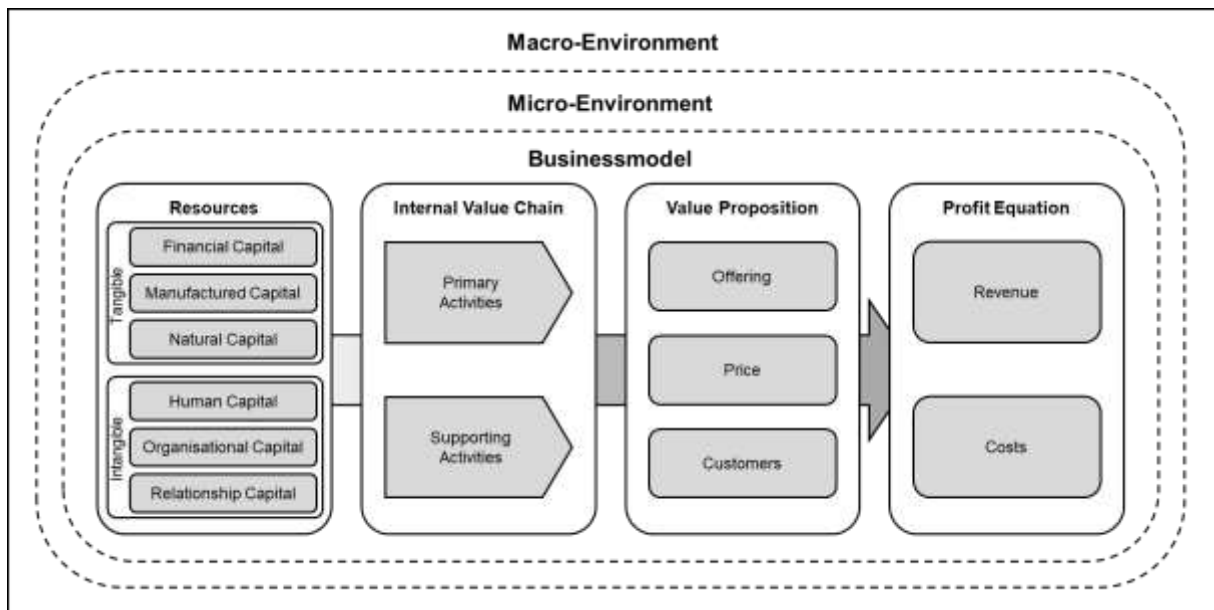 Macro-Environment
Micro-Environment
Businessmodel
Resources
Tangible
Financial Capital
Manufactured Capital
Natural Capital
Intangible
Human Capital
Organisational Capital
Relationship Capital
Internal Value Chain
Primary
Activities
Supporting
Activities
Value Proposition
Offering
Price
Customers
Profit Equation
Revenue
Costs